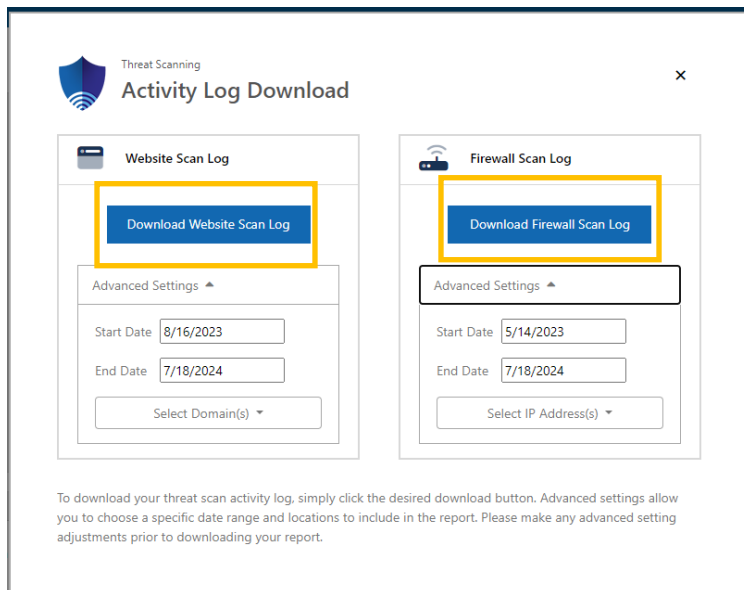 Threat Scanning
Activity Log Download
Website Scan Log
Download Website Scan Log
Advanced Settings
Start Date 8/16/2023
End Date 7/18/2024
Select Domain(s)
Firewall Scan Log
Download Firewall Scan Log
Advanced Settings
Start Date 5/14/2023
End Date 7/18/2024
Select IP Address(s)
To download your threat scan activity log, simply click the desired download button. Advanced settings allow
you to choose a specific date range and locations to include in the report. Please make any advanced setting
adjustments prior to downloading your report.